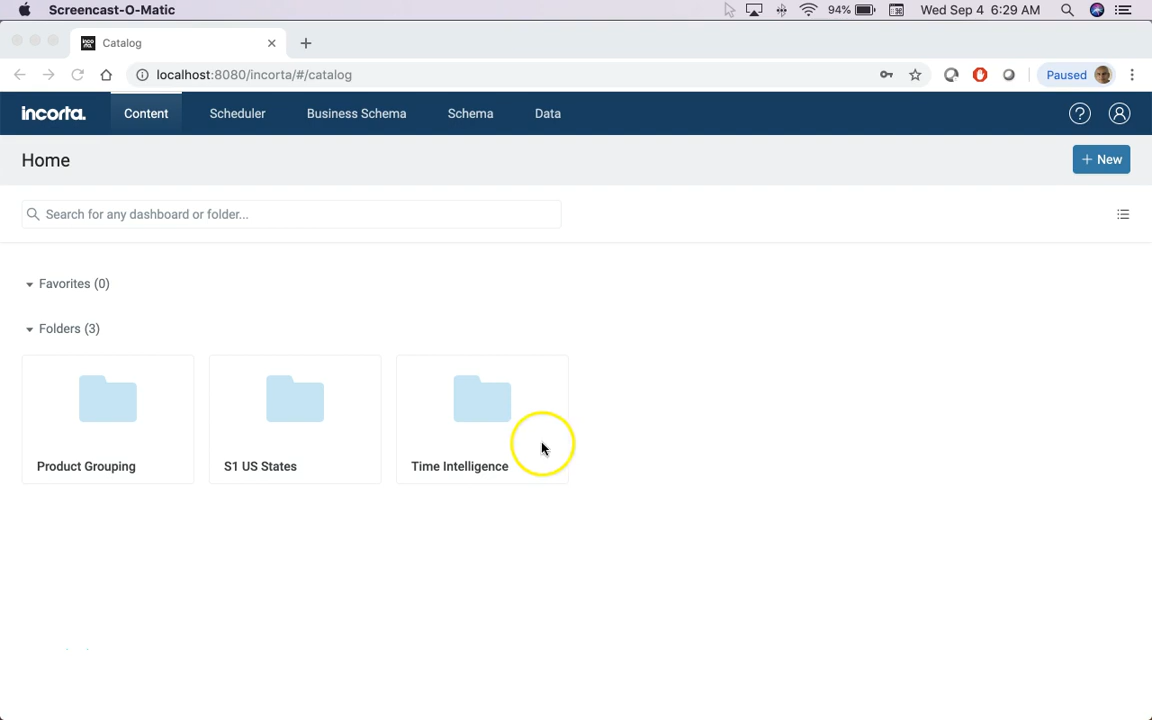 Screencast-O-Matic 94% Wed Sep 4 6:29 AM
Catalog
localhost:8080/incorta/#/catalog Paused
incorta. Content Scheduler Business Schema Schema Data
Home + New
Search for any dashboard or folder...
Favorites (0)
Folders (3)
Product Grouping S1 US States Time Intelligence